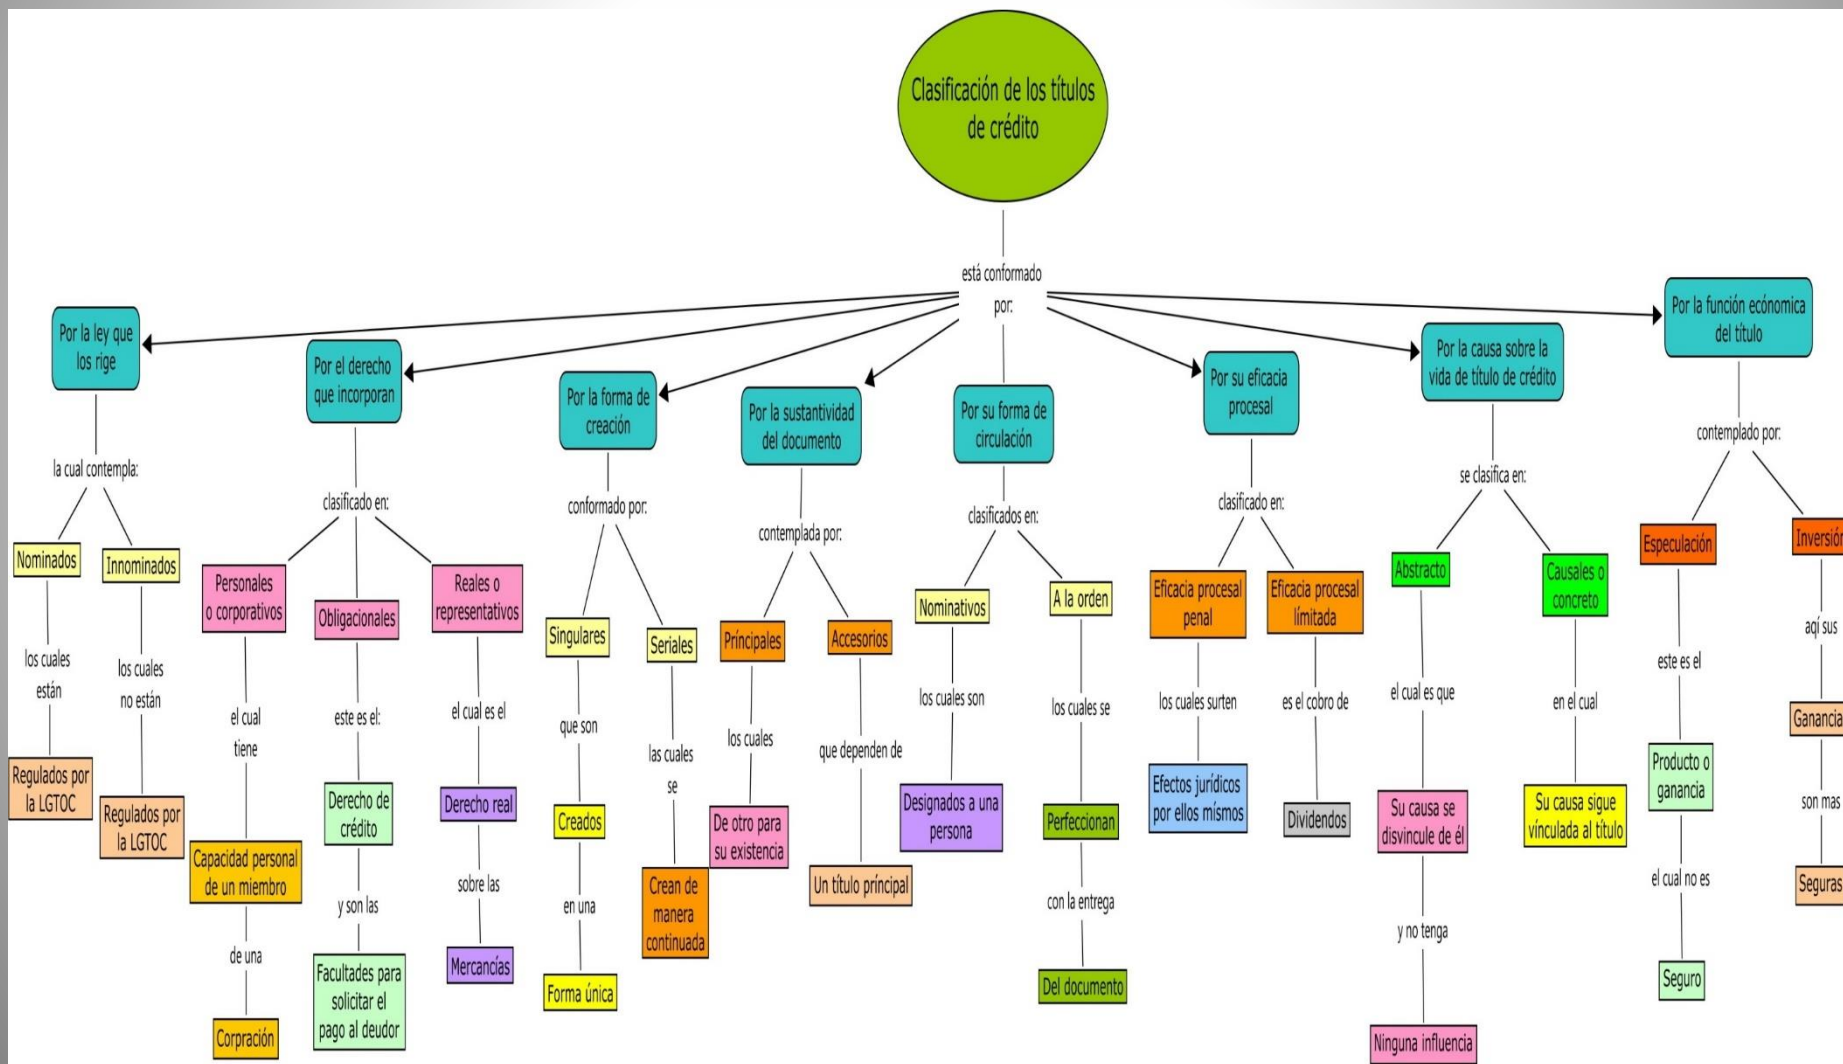 Clasificación de los títulos
de crédito
está conformado
por:
Por la ley que
los rige
la cual contempla:
Nominados
los cuales
están
Regulados por
la LGTOC
Innominados
los cuales
no están
Regulados por
la LGTOC
Por el derecho
que incorporan
clasificado en:
Personales
o corporativos
el cual
tiene
Capacidad personal
de un miembro
de una
Corpración
Obligacionales
este es el:
Derecho de
crédito
y son las
Facultades para
solicitar el
pago al deudor
Reales o
representativos
el cual es el
Derecho real
sobre las
Mercancías
Por la forma de
creación
conformado por:
Singulares
que son
Creados
en una
Forma única
Seriales
las cuales
se
Crean de
manera
continuada
Por la sustantividad
del documento
contemplada por:
Príncipales
los cuales
De otro para
su existencia
Accesorios
que dependen de
Un título príncipal
Por su forma de
circulación
clasificados en:
Nominativos
los cuales son
Designados a una
persona
A la orden
los cuales se
Perfeccionan
con la entrega
Del documento
Por su eficacia
procesal
clasificado en:
Eficacia procesal
penal
los cuales surten
Efectos jurídicos
por ellos mísmos
Eficacia procesal
límitada
es el cobro de
Dividendos
Por la causa sobre la
vida de título de crédito
se clasifica en:
Abstracto
el cual es que
Su causa se
disvincule de él
y no tenga
Ninguna influencia
Causales o
concreto
en el cual
Su causa sigue
vínculada al título
Por la función ecónomica
del título
contemplado por:
Especulación
este es el
Producto o
ganancia
el cual no es
Seguro
Inversión
aqí sus
Ganancia
son mas
Seguras